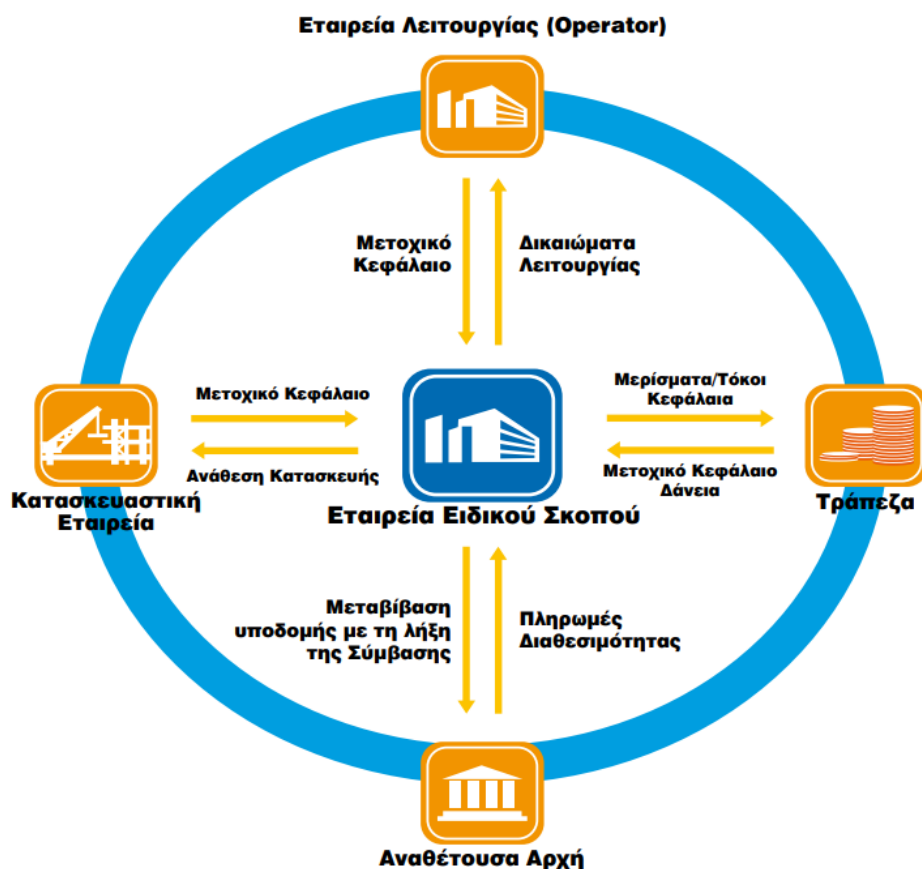 Εταιρεία Λειτουργίας (Operator)
Μετοχικό
Κεφάλαιο
Δικαιώματα
Λειτουργίας
Μετοχικό Κεφάλαιο
Ανάθεση Κατασκευής
Μερίσματα/Τόκοι
Κεφάλαια
Μετοχικό Κεφάλαιο
Δάνεια
Κατασκευαστική
Εταιρεία
Εταιρεία Ειδικού Σκοπού
Τράπεζα
Μεταβίβαση
υποδομής με τη λήξη
της Σύμβασης
Πληρωμές
Διαθεσιμότητας
Αναθέτουσα Αρχή